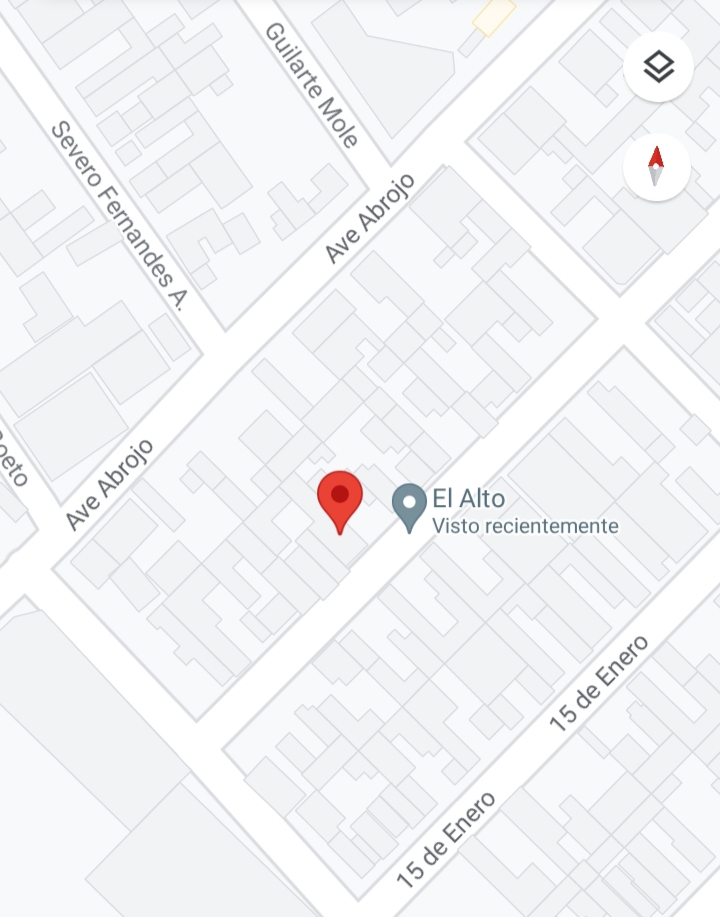 Guilarte Mole
Severo Fernandes A.
Ave Abrojo
Ave Abrojo
El Alto
Visto recientemente
15 de Enero
15 de Enero